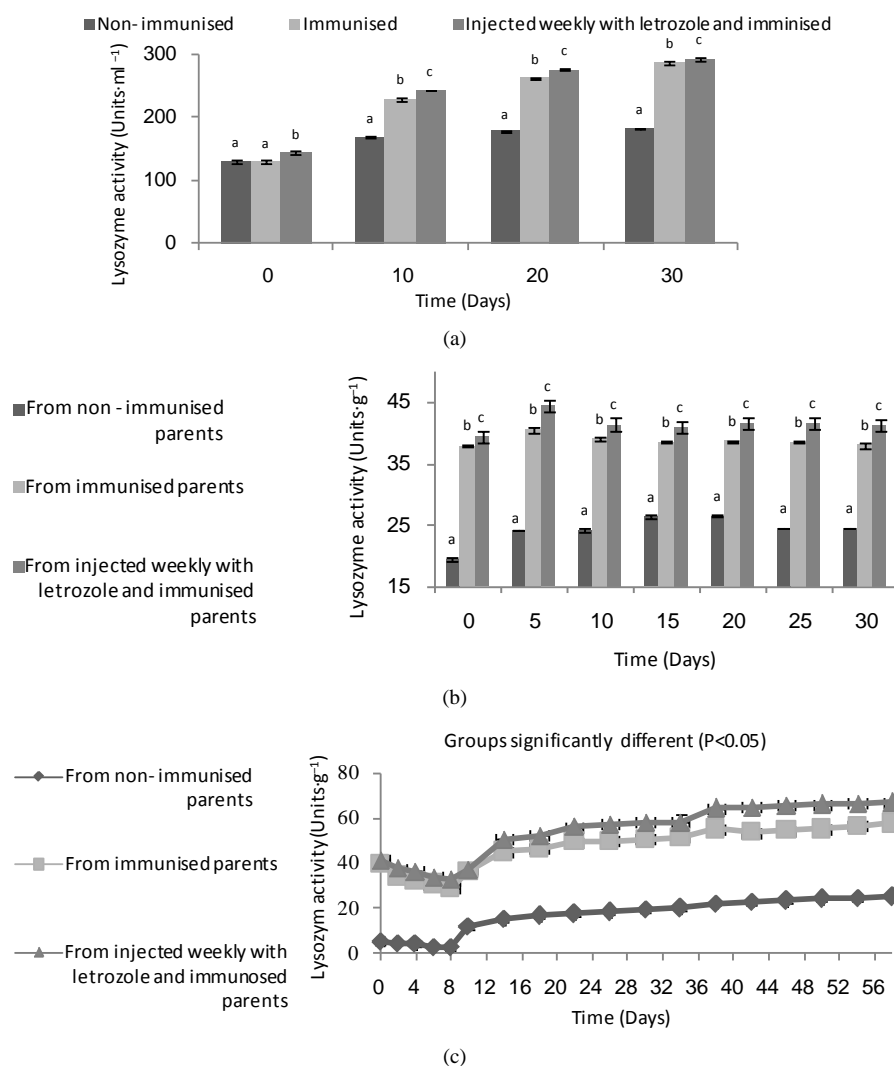 Non-immunised Immunised Injected weekly with letrozole and imminised
Lysozyme activity (Units·ml⁻¹)
300
200
100
0
a a b
a b c
a b c
a b c
0 10 20 30
Time (Days)
(a)
From non - immunised
parents
From immunised parents
From injected weekly with
letrozole and immunised
parents
Lysozyme activity (Units·g⁻¹)
45
35
25
15
a b c
a b c
a b c
a b c
a b c
a b c
a b c
0 5 10 15 20 25 30
Time (Days)
(b)
Groups significantly different (P<0.05)
From non- immunised
parents
From immunised parents
From injected weekly with
letrozole and immunosed
parents
Lysozym activity (Units·g⁻¹)
80
60
40
20
0
0 4 8 12 16 20 24 28 32 36 40 44 48 52 56
Time (Days)
(c)